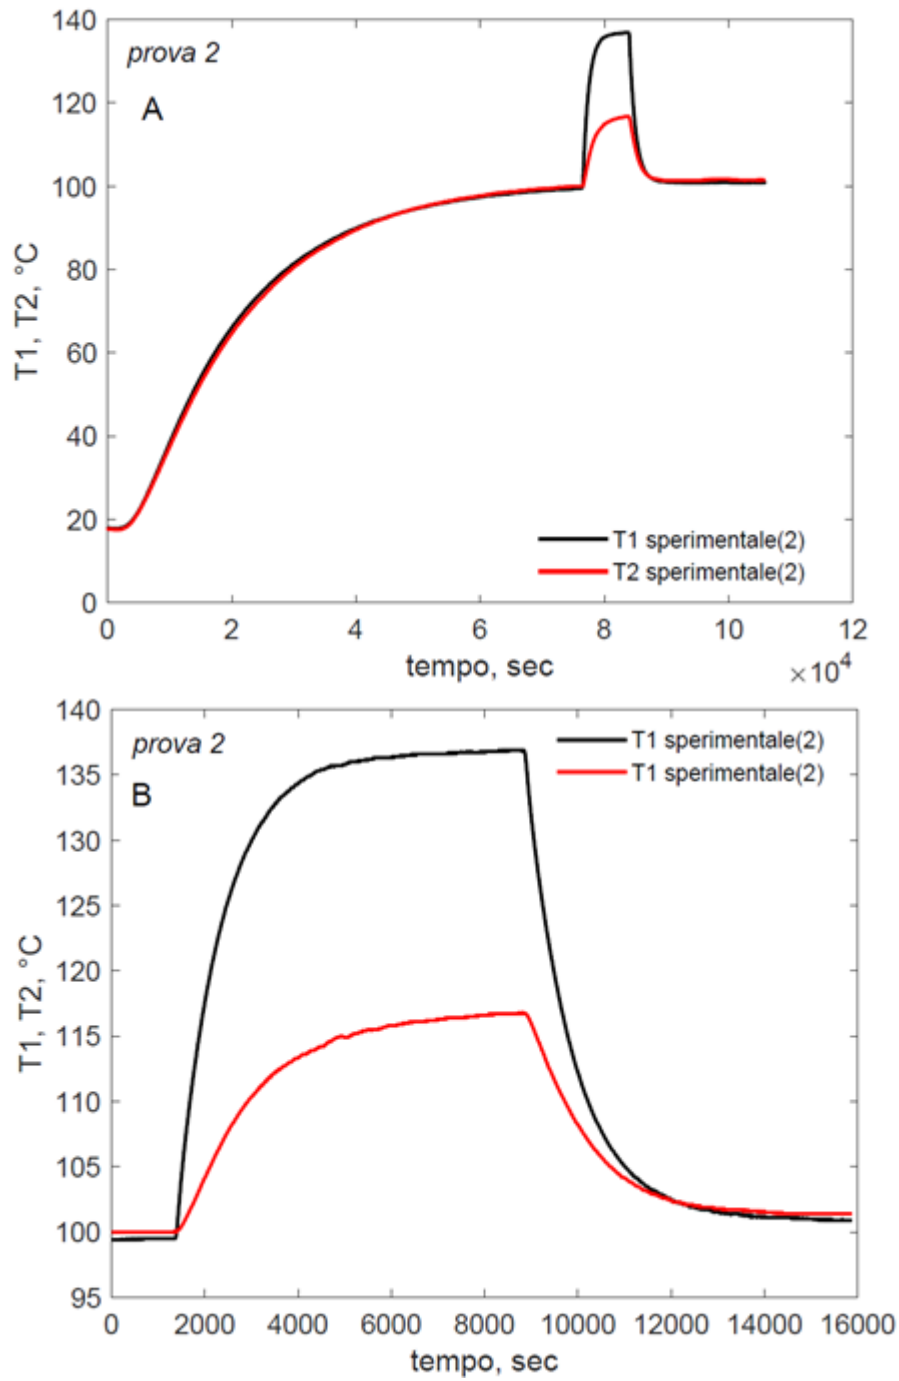 140
120
100
80
60
40
20
0
prova 2
A
T1, T2, °C
T1 sperimentale(2)
T2 sperimentale(2)
0 2 4 6 8 10 12
tempo, sec
×10⁴
140
135
130
125
120
115
110
105
100
95
prova 2
B
T1, T2, °C
T1 sperimentale(2)
T1 sperimentale(2)
0 2000 4000 6000 8000 10000 12000 14000 16000
tempo, sec